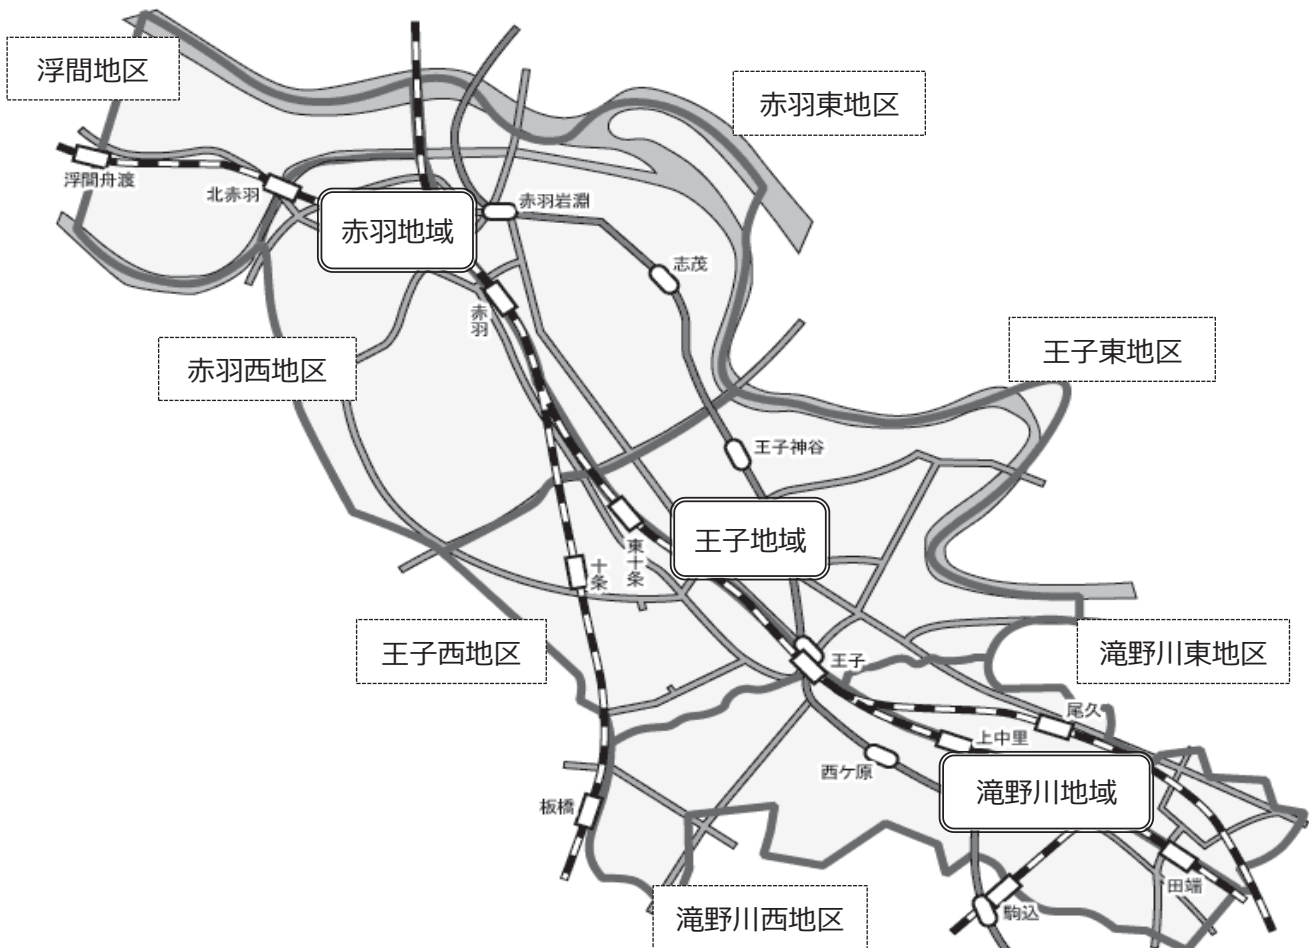 浮間地区
赤羽東地区
浮間舟渡
北赤羽
赤羽地域
赤羽岩淵
志茂
赤羽
赤羽西地区
王子東地区
王子神谷
王子地域
東十条
十条
王子西地区
王子
滝野川東地区
尾久
上中里
西ケ原
滝野川地域
板橋
田端
駒込
滝野川西地区